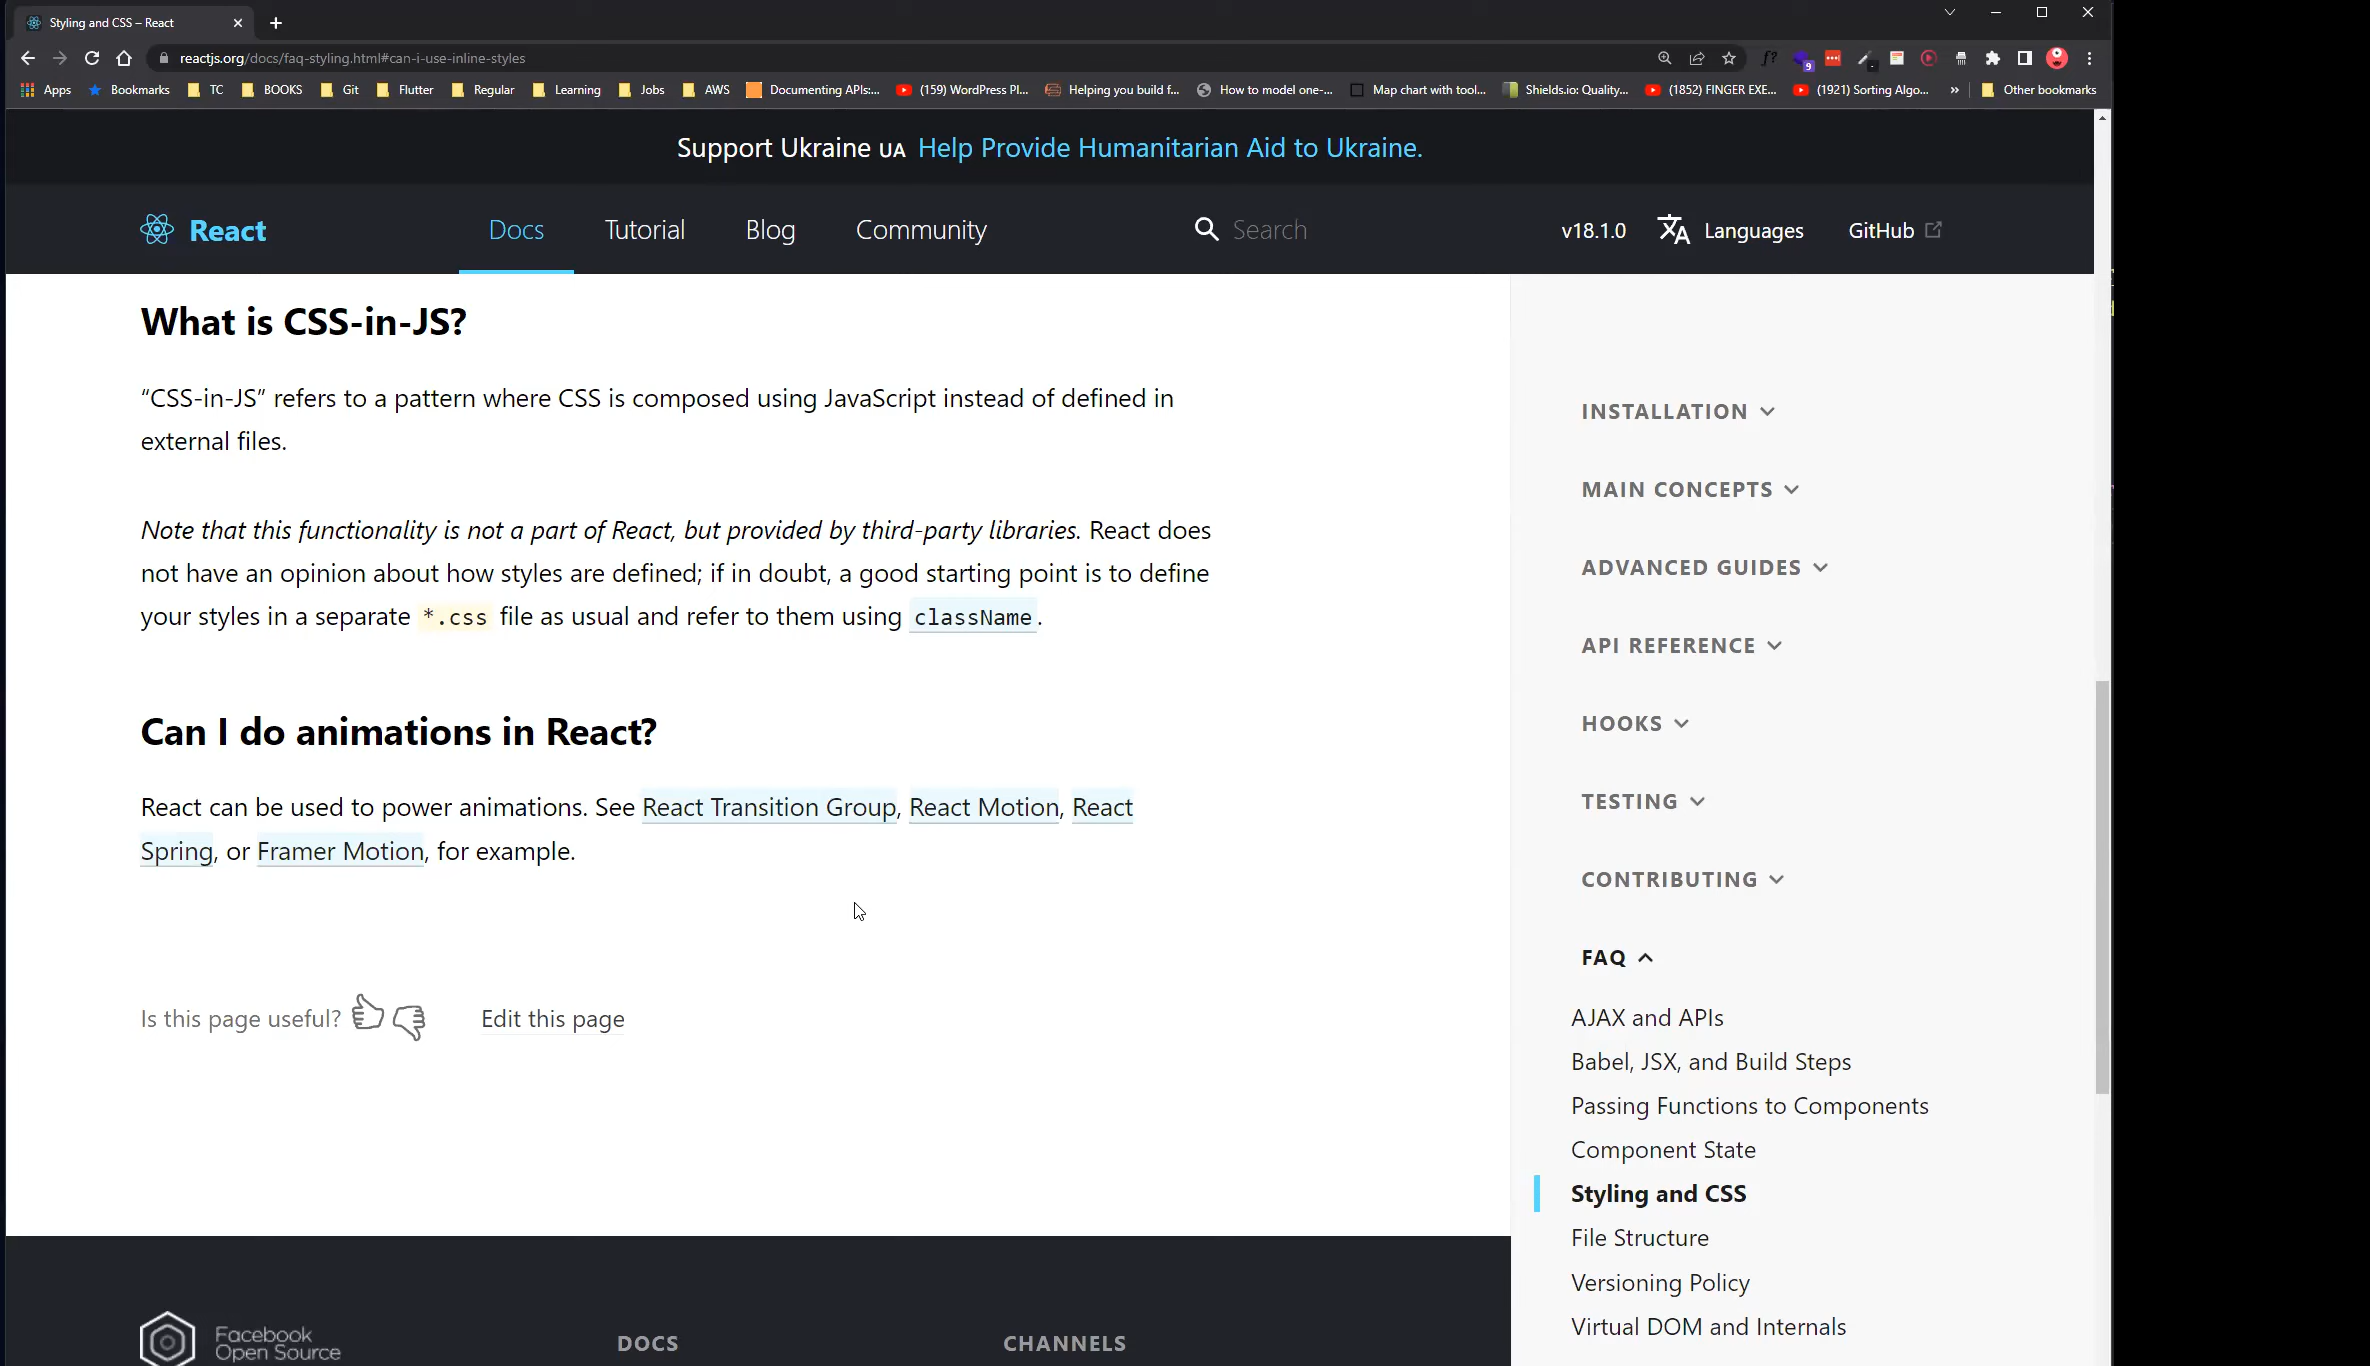 Styling and CSS – React
reactjs.org/docs/faq-styling.html#can-i-use-inline-styles
f?
9
Apps
Bookmarks
TC
BOOKS
Git
Flutter
Regular
Learning
Jobs
AWS
Documenting APIs:...
(159) WordPress Pl...
Helping you build f...
How to model one-...
Map chart with tool...
Shields.io: Quality...
(1852) FINGER EXE...
(1921) Sorting Algo...
»
Other bookmarks
Support Ukraine UA Help Provide Humanitarian Aid to Ukraine.
React
Docs
Tutorial
Blog
Community
Search
v18.1.0
Languages
GitHub
What is CSS-in-JS?
“CSS-in-JS” refers to a pattern where CSS is composed using JavaScript instead of defined in
external files.
Note that this functionality is not a part of React, but provided by third-party libraries. React does
not have an opinion about how styles are defined; if in doubt, a good starting point is to define
your styles in a separate *.css file as usual and refer to them using className.
Can I do animations in React?
React can be used to power animations. See React Transition Group, React Motion, React
Spring, or Framer Motion, for example.
Is this page useful?
Edit this page
INSTALLATION
MAIN CONCEPTS
ADVANCED GUIDES
API REFERENCE
HOOKS
TESTING
CONTRIBUTING
FAQ
AJAX and APIs
Babel, JSX, and Build Steps
Passing Functions to Components
Component State
Styling and CSS
File Structure
Versioning Policy
Virtual DOM and Internals
Facebook
Open Source
DOCS
CHANNELS